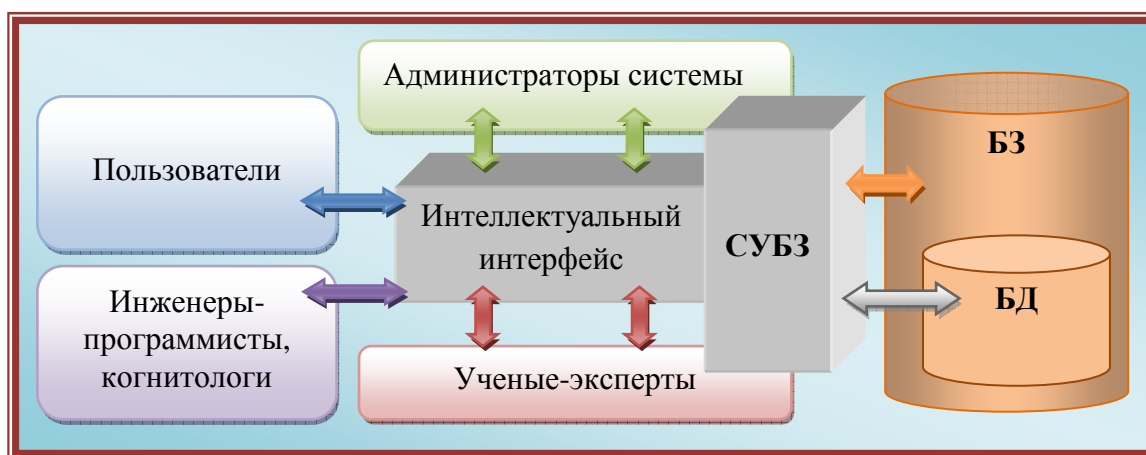 Администраторы системы
Пользователи
Интеллектуальный
интерфейс
Инженеры-
программисты,
когнитологи
Ученые-эксперты
СУБЗ
БЗ
БД